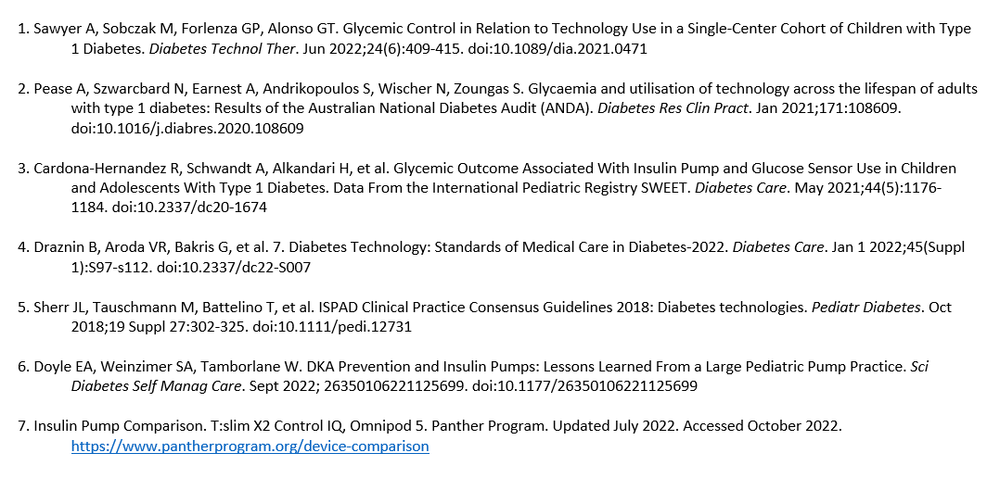 1. Sawyer A, Sobczak M, Forlenza GP, Alonso GT. Glycemic Control in Relation to Technology Use in a Single-Center Cohort of Children with Type
1 Diabetes. Diabetes Technol Ther. Jun 2022;24(6):409-415. doi:10.1089/dia.2021.0471
2. Pease A, Szwarcbard N, Earnest A, Andrikopoulos S, Wischer N, Zoungas S. Glycaemia and utilisation of technology across the lifespan of adults
with type 1 diabetes: Results of the Australian National Diabetes Audit (ANDA). Diabetes Res Clin Pract. Jan 2021;171:108609.
doi:10.1016/j.diabres.2020.108609
3. Cardona-Hernandez R, Schwandt A, Alkandari H, et al. Glycemic Outcome Associated With Insulin Pump and Glucose Sensor Use in Children
and Adolescents With Type 1 Diabetes. Data From the International Pediatric Registry SWEET. Diabetes Care. May 2021;44(5):1176-
1184. doi:10.2337/dc20-1674
4. Draznin B, Aroda VR, Bakris G, et al. 7. Diabetes Technology: Standards of Medical Care in Diabetes-2022. Diabetes Care. Jan 1 2022;45(Suppl
1):S97-s112. doi:10.2337/dc22-S007
5. Sherr JL, Tauschmann M, Battelino T, et al. ISPAD Clinical Practice Consensus Guidelines 2018: Diabetes technologies. Pediatr Diabetes. Oct
2018;19 Suppl 27:302-325. doi:10.1111/pedi.12731
6. Doyle EA, Weinzimer SA, Tamborlane W. DKA Prevention and Insulin Pumps: Lessons Learned From a Large Pediatric Pump Practice. Sci
Diabetes Self Manag Care. Sept 2022; 26350106221125699. doi:10.1177/26350106221125699
7. Insulin Pump Comparison. T:slim X2 Control IQ, Omnipod 5. Panther Program. Updated July 2022. Accessed October 2022.
https://www.pantherprogram.org/device-comparison